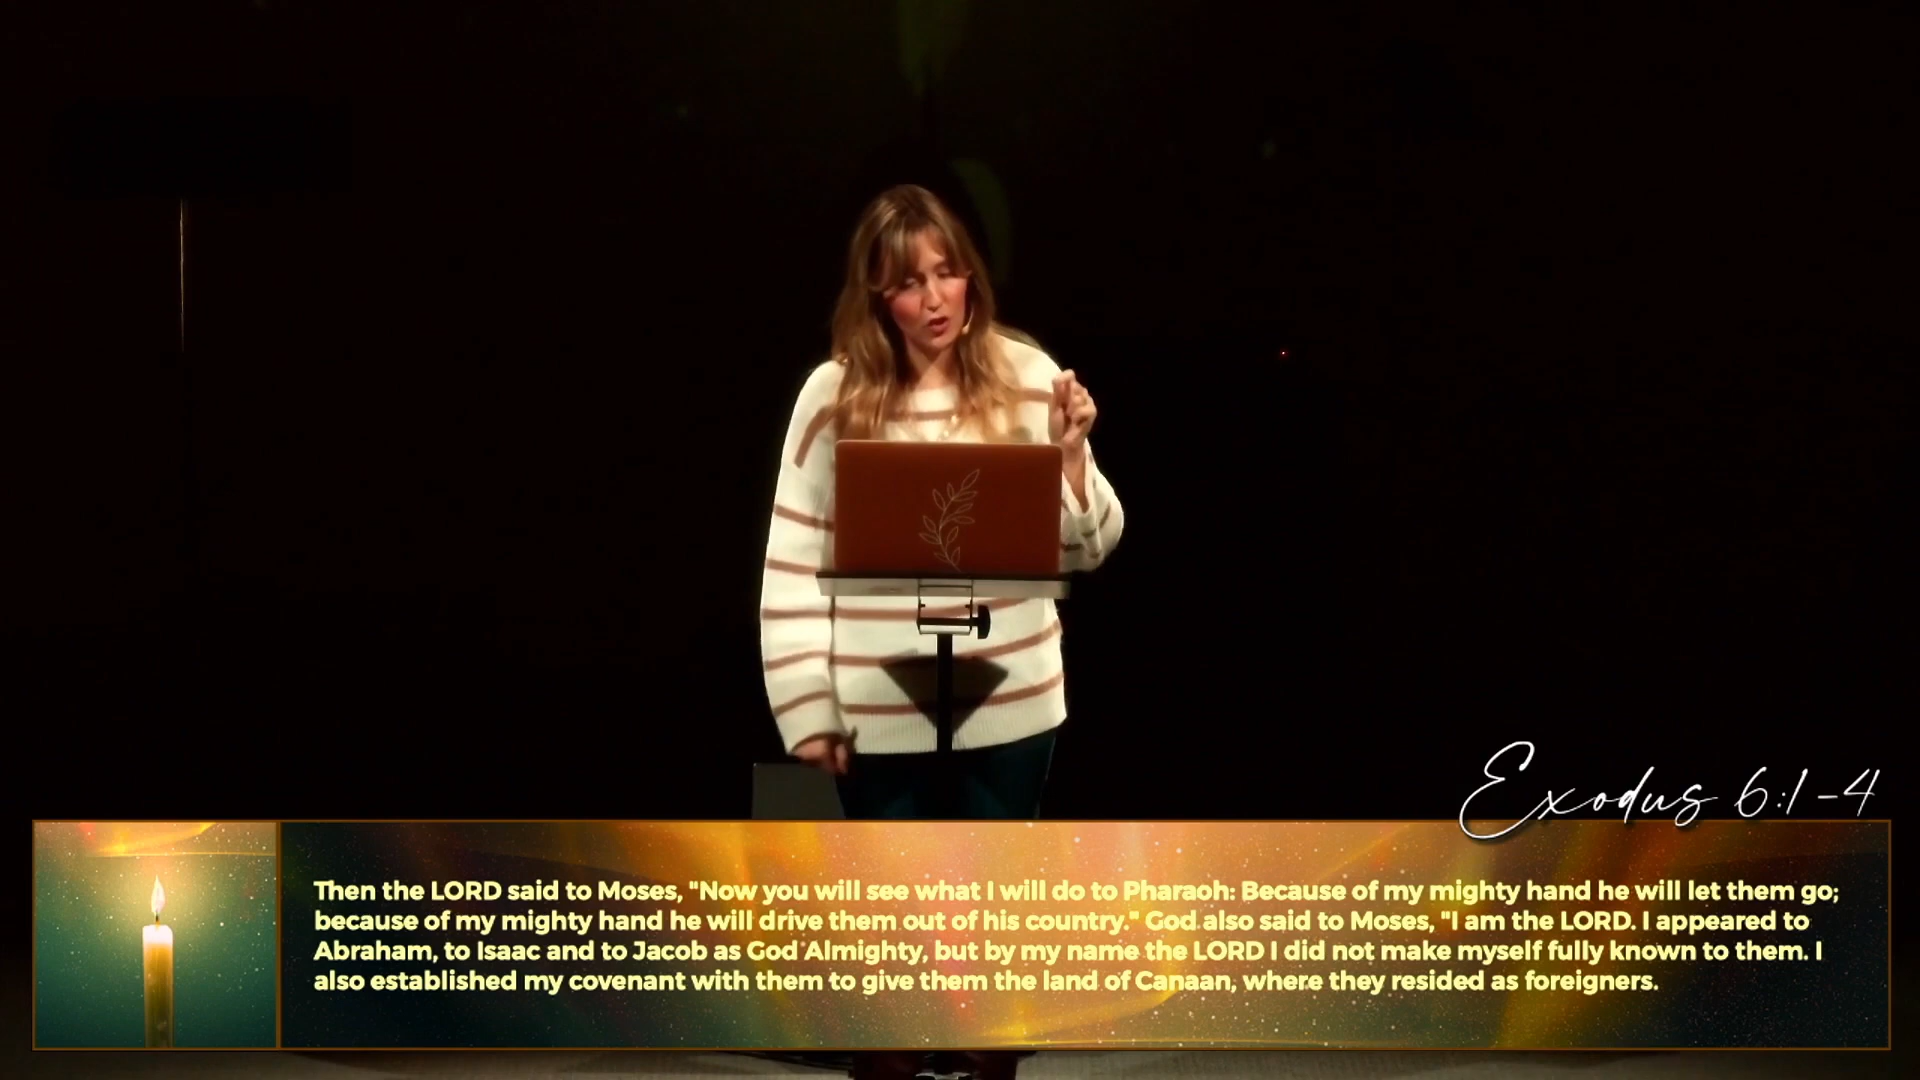 Exodus 6:1-4
Then the LORD said to Moses, "Now you will see what I will do to Pharaoh: Because of my mighty hand he will let them go;
because of my mighty hand he will drive them out of his country." God also said to Moses, "I am the LORD. I appeared to
Abraham, to Isaac and to Jacob as God Almighty, but by my name the LORD I did not make myself fully known to them. I
also established my covenant with them to give them the land of Canaan, where they resided as foreigners.